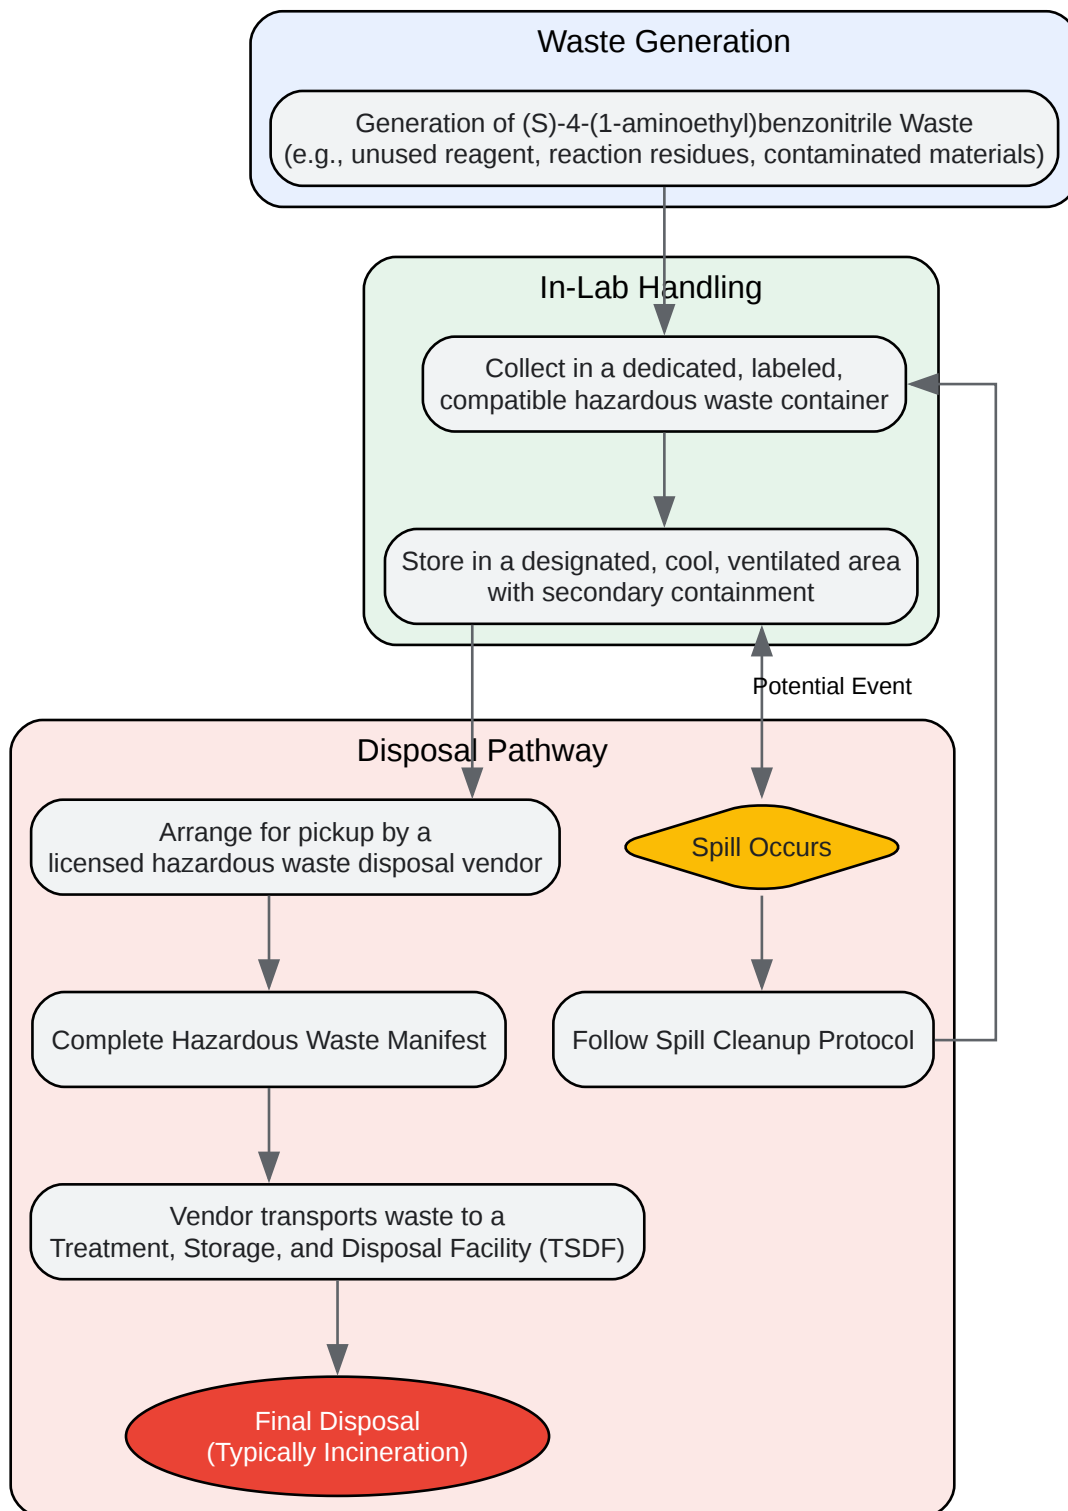 Waste Generation
Generation of (S)-4-(1-aminoethyl)benzonitrile Waste
(e.g., unused reagent, reaction residues, contaminated materials)
In-Lab Handling
Collect in a dedicated, labeled,
compatible hazardous waste container
Store in a designated, cool, ventilated area
with secondary containment
Potential Event
Disposal Pathway
Arrange for pickup by a
licensed hazardous waste disposal vendor
Spill Occurs
Complete Hazardous Waste Manifest
Follow Spill Cleanup Protocol
Vendor transports waste to a
Treatment, Storage, and Disposal Facility (TSDF)
Final Disposal
(Typically Incineration)